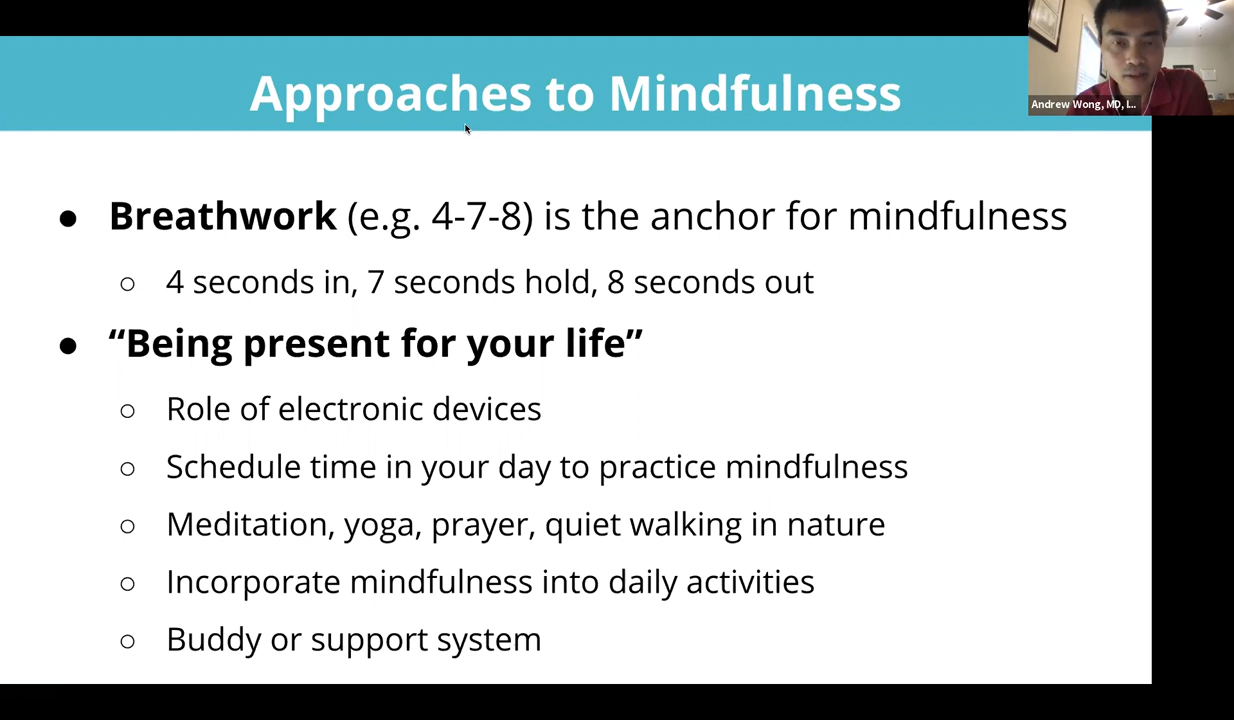 Approaches to Mindfulness
Andrew Wong, MD, L...
● Breathwork (e.g. 4-7-8) is the anchor for mindfulness
○ 4 seconds in, 7 seconds hold, 8 seconds out
● “Being present for your life”
○ Role of electronic devices
○ Schedule time in your day to practice mindfulness
○ Meditation, yoga, prayer, quiet walking in nature
○ Incorporate mindfulness into daily activities
○ Buddy or support system